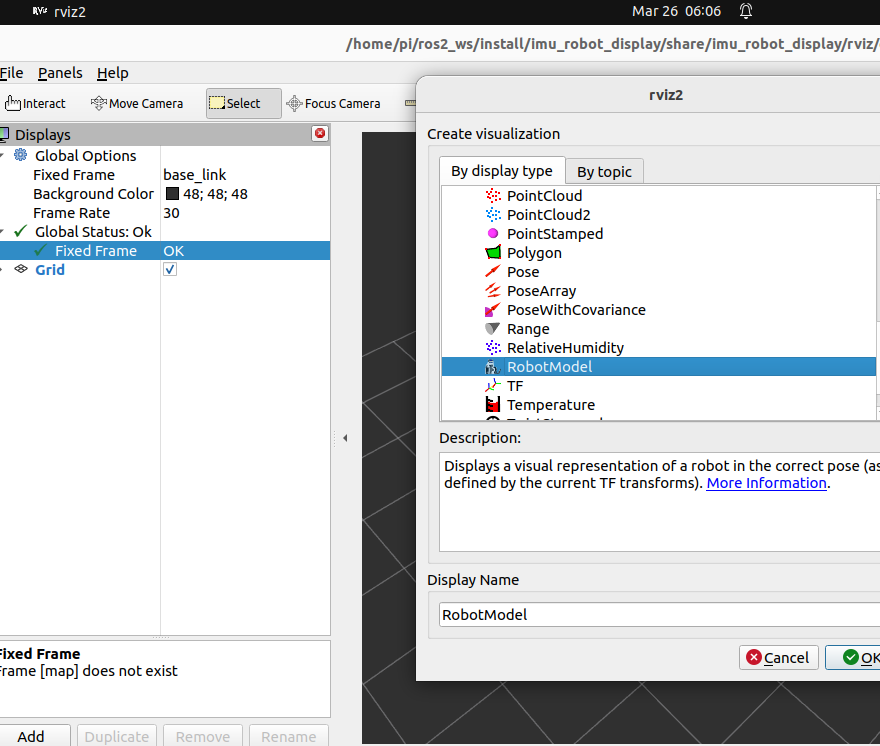 RViz rviz2
Mar 26 06:06
/home/pi/ros2_ws/install/imu_robot_display/share/imu_robot_display/rviz/
File Panels Help
Interact Move Camera Select Focus Camera
Displays
Global Options
Fixed Frame base_link
Background Color 48; 48; 48
Frame Rate 30
Global Status: Ok
Fixed Frame OK
Grid
Fixed Frame
Frame [map] does not exist
Add Duplicate Remove Rename
rviz2
Create visualization
By display type By topic
PointCloud
PointCloud2
PointStamped
Polygon
Pose
PoseArray
PoseWithCovariance
Range
RelativeHumidity
RobotModel
TF
Temperature
Description:
Displays a visual representation of a robot in the correct pose (as
defined by the current TF transforms). More Information.
Display Name
RobotModel
Cancel OK